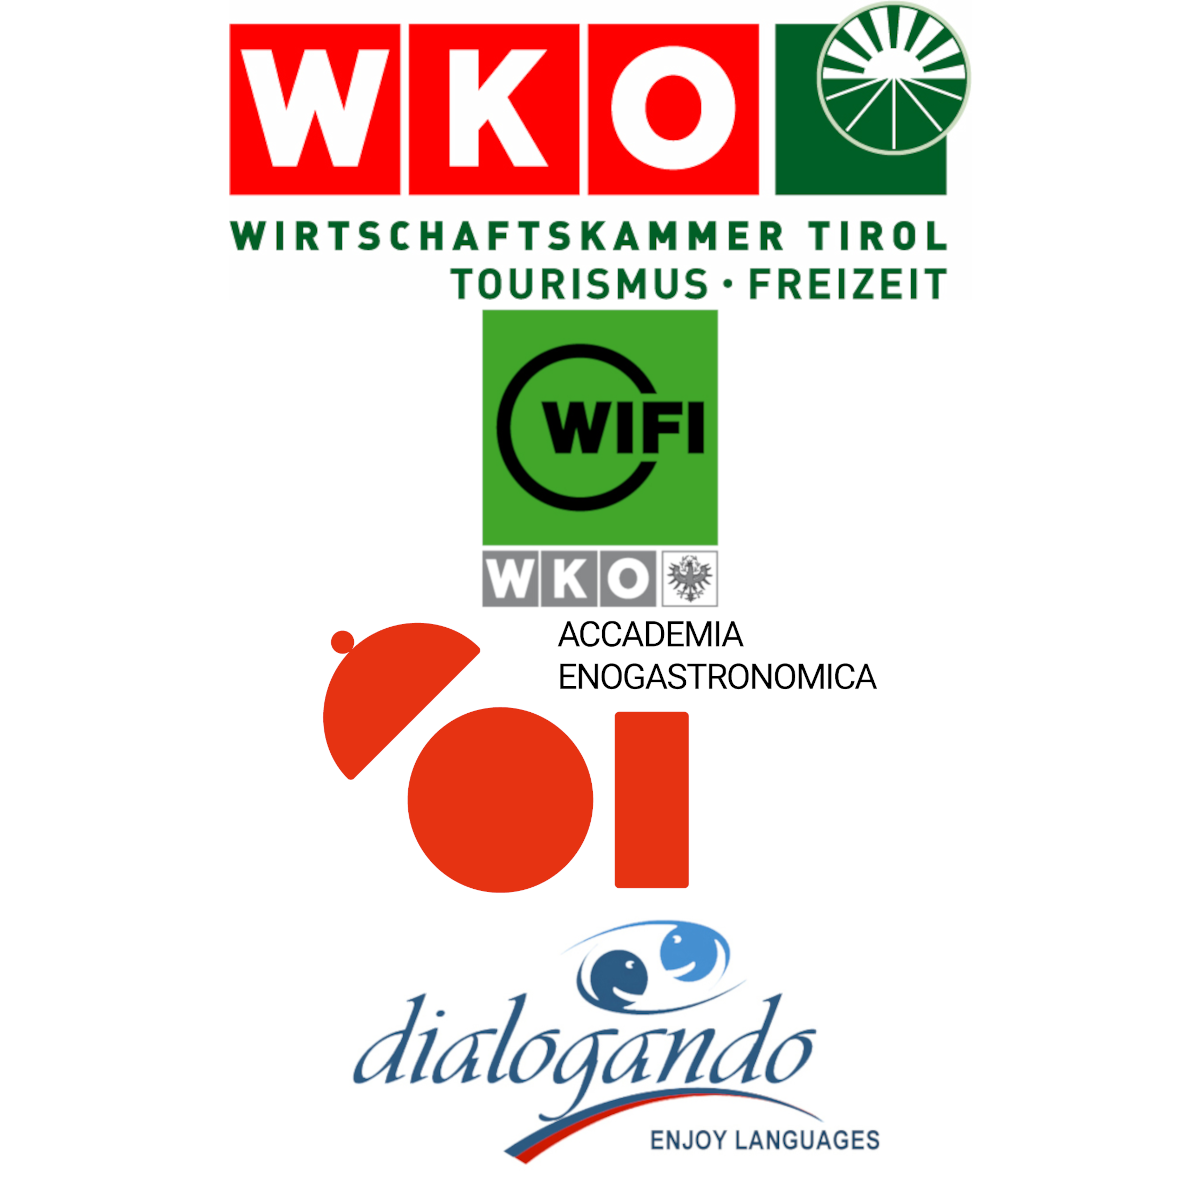 WKO
WIRTSCHAFTSKAMMER TIROL
TOURISMUS · FREIZEIT
WIFI
WKO
ACCADEMIA
ENOGASTRONOMICA
dialogando
ENJOY LANGUAGES